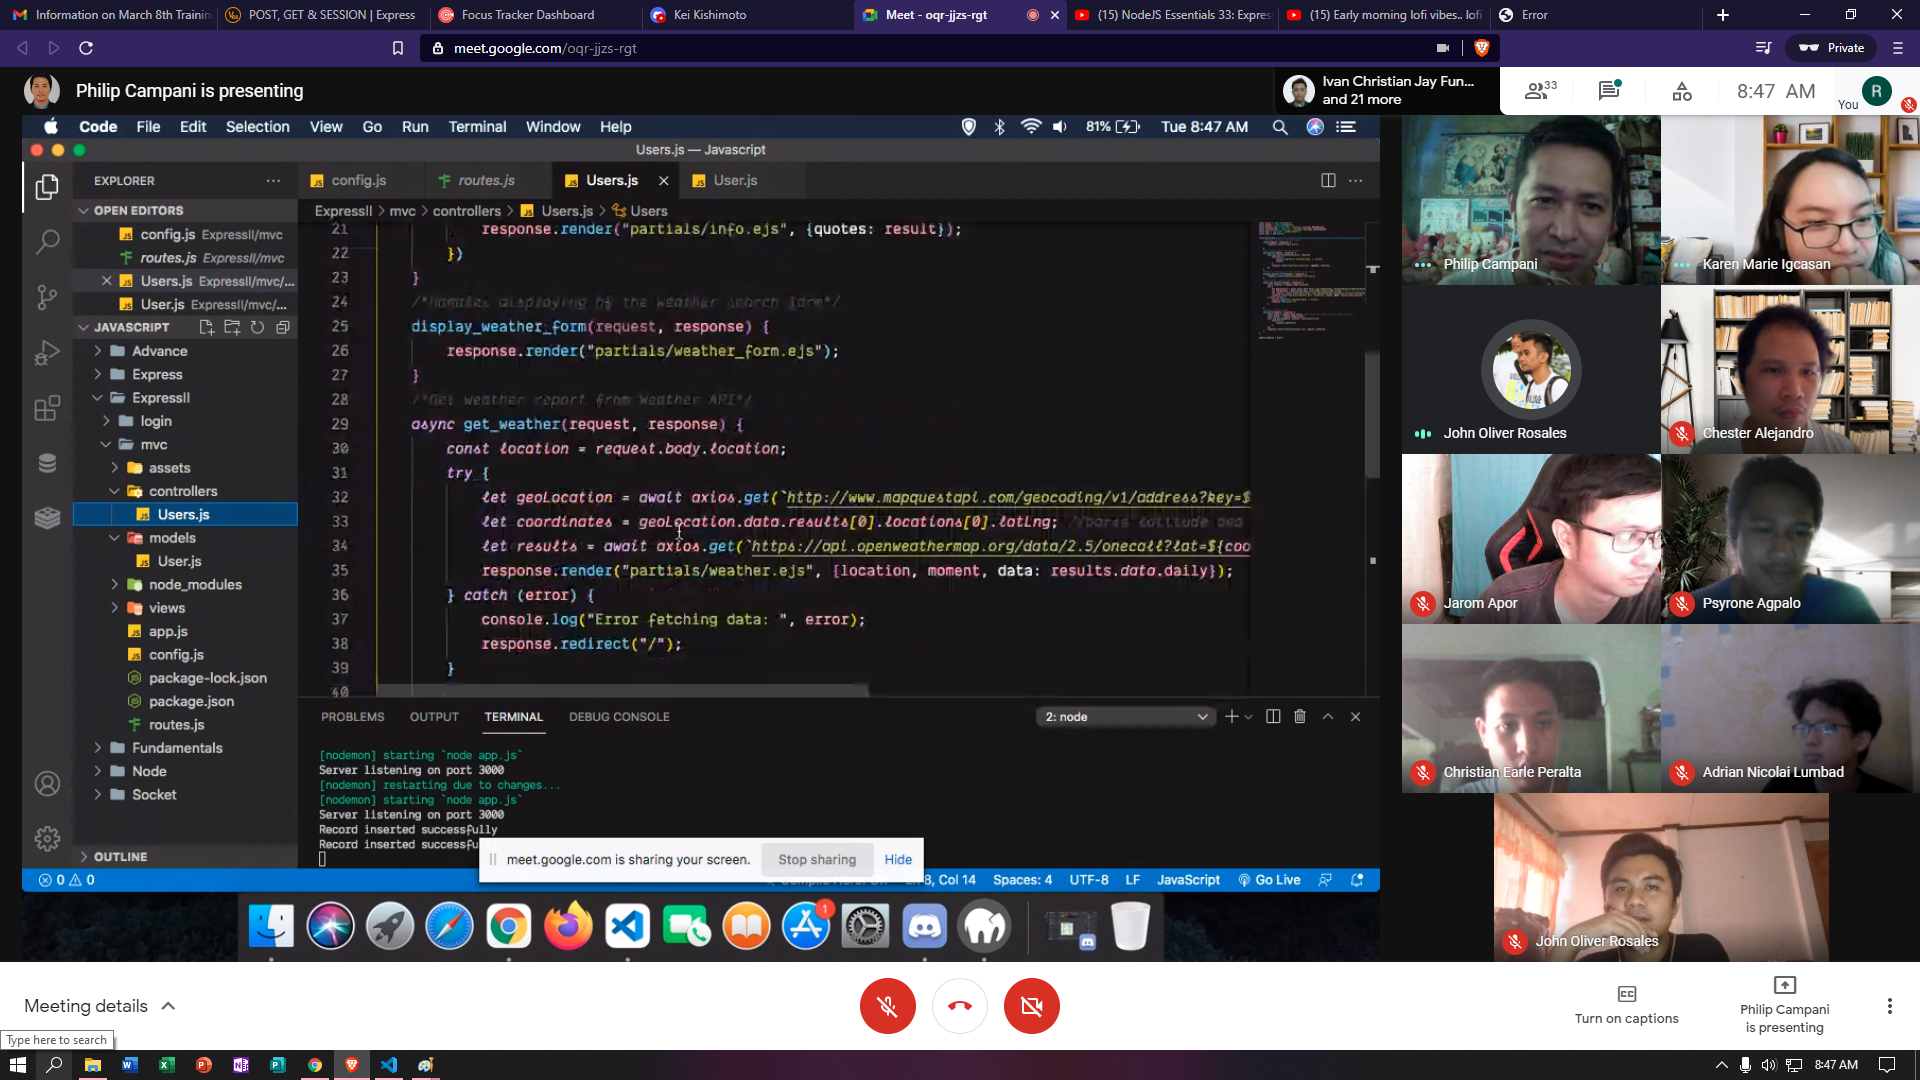 Information on March 8th Trainin
POST, GET & SESSION | Express
Focus Tracker Dashboard
Kei Kishimoto
Meet - oqr-jjzs-rgt
(15) NodeJS Essentials 33: Expres
(15) Early morning lofi vibes.. lofi
Error
meet.google.com/oqr-jjzs-rgt
Private
Philip Campani is presenting
Ivan Christian Jay Fun...
and 21 more
33
8:47 AM
You
R
Code File Edit Selection View Go Run Terminal Window Help
81%
Tue 8:47 AM
Users.js — Javascript
EXPLORER
config.js
routes.js
Users.js
User.js
OPEN EDITORS
ExpressII > mvc > controllers > Users.js > Users
config.js ExpressII/mvc
routes.js ExpressII/mvc
Users.js ExpressII/mvc/...
User.js ExpressII/mvc/...
JAVASCRIPT
Advance
Express
ExpressII
login
mvc
assets
controllers
Users.js
models
User.js
node_modules
views
app.js
config.js
package-lock.json
package.json
routes.js
Fundamentals
Node
Socket
OUTLINE
21 response.render("partials/info.ejs", {quotes: result});
22 })
23 }
24 /*Handles displaying of the weather search form*/
25 display_weather_form(request, response) {
26 response.render("partials/weather_form.ejs");
27 }
28 /*Get weather report from Weather API*/
29 async get_weather(request, response) {
30 const location = request.body.location;
31 try {
32 let geoLocation = await axios.get(`http://www.mapquestapi.com/geocoding/v1/address?key=$
33 let coordinates = geoLocation.data.results[0].locations[0].latLng; //parse latitude and
34 let results = await axios.get(`https://api.openweathermap.org/data/2.5/onecall?lat=${coo
35 response.render("partials/weather.ejs", {location, moment, data: results.data.daily});
36 } catch (error) {
37 console.log("Error fetching data: ", error);
38 response.redirect("/");
39 }
40
PROBLEMS OUTPUT TERMINAL DEBUG CONSOLE
2: node
[nodemon] starting `node app.js`
Server listening on port 3000
[nodemon] restarting due to changes...
[nodemon] starting `node app.js`
Server listening on port 3000
Record inserted successfully
Record inserted successfu
meet.google.com is sharing your screen.
Stop sharing
Hide
0 0
8, Col 14
Spaces: 4
UTF-8
LF
JavaScript
Go Live
1
Philip Campani
Karen Marie Igcasan
John Oliver Rosales
Chester Alejandro
Jarom Apor
Psyrone Agpalo
Christian Earle Peralta
Adrian Nicolai Lumbad
John Oliver Rosales
Meeting details
Turn on captions
Philip Campani
is presenting
Type here to search
8:47 AM